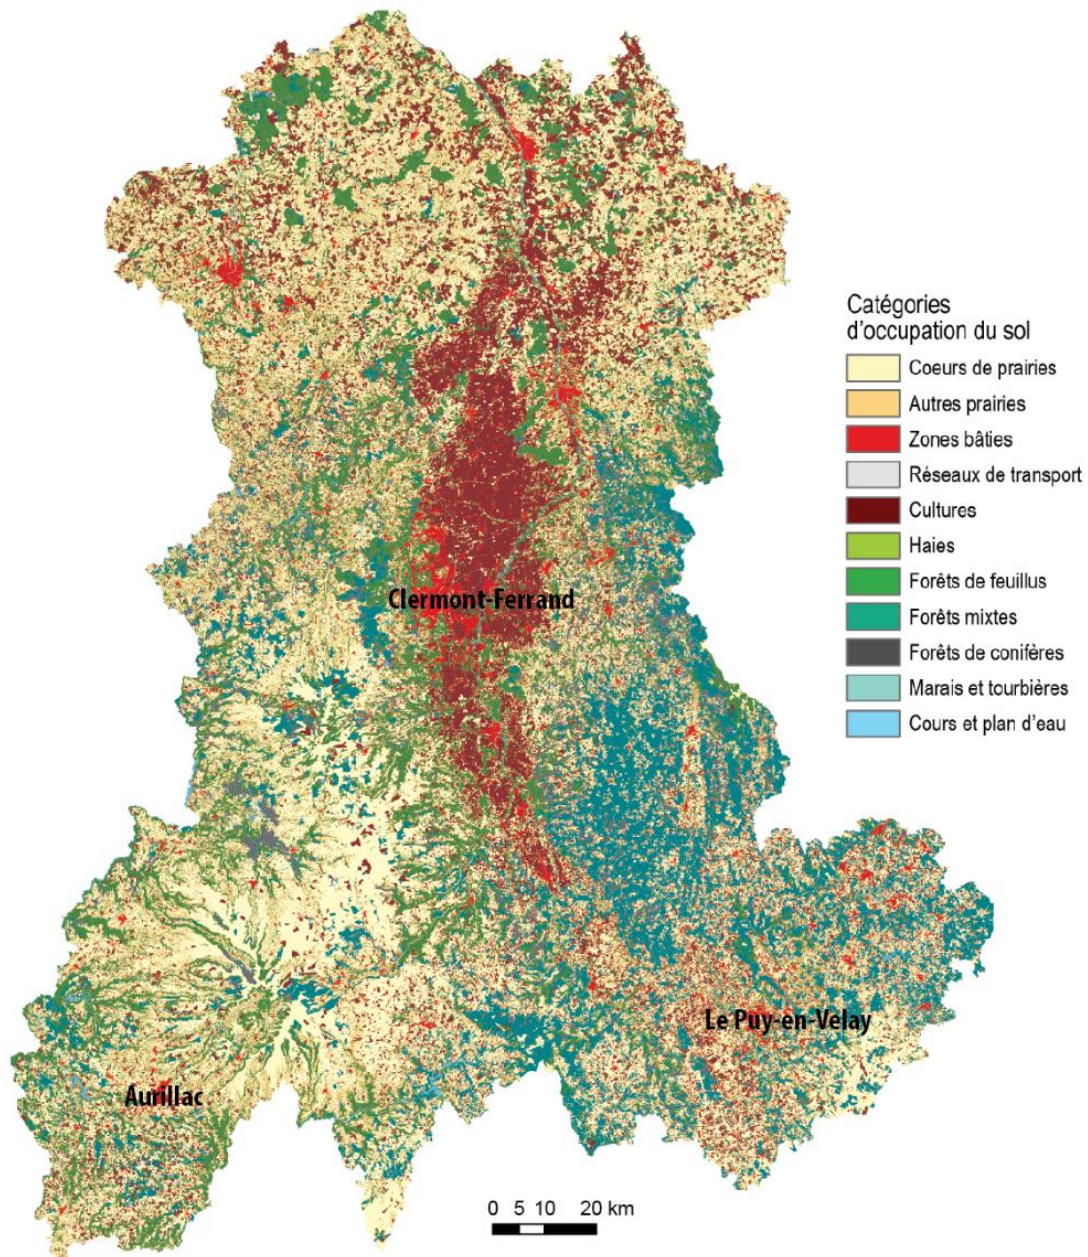 Catégories
d'occupation du sol
Coeurs de prairies
Autres prairies
Zones bâties
Réseaux de transport
Cultures
Haies
Forêts de feuillus
Forêts mixtes
Forêts de conifères
Marais et tourbières
Cours et plan d'eau
Clermont-Ferrand
Le Puy-en-Velay
Aurillac
0 5 10 20 km